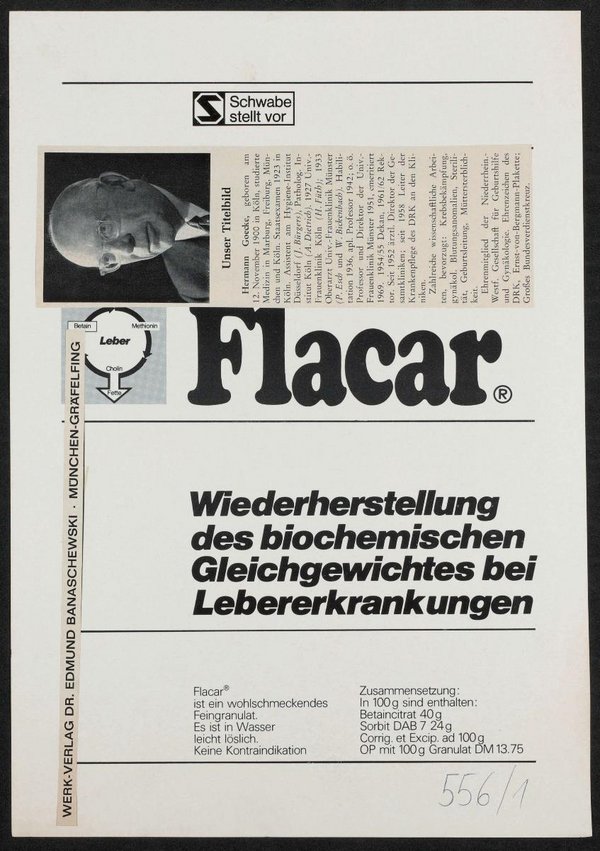 Schwabe
stellt vor
Unser Titelbild
Hermann Goecke, geboren am
12. November 1900 in Köln, studierte
Medizin in Marburg, Freiburg, Mün-
chen und Köln. Staatsexamen 1923 in
Köln. Assistent am Hygiene-Institut
Düsseldorf (J. Bürgers), Patholog. In-
stitut Köln (A. Dietrich), 1927 Univ.-
Frauenklinik Köln (H. Füth), 1933
Oberarzt Univ.-Frauenklinik Münster
(P. Esch und W. Bickenbach). Habili-
tation 1936, apl. Professor 1942, o. ö.
Professor und Direktor der Univ.-
Frauenklinik Münster 1951, emeritiert
1969. 1954/55 Dekan, 1961/62 Rek-
tor. Seit 1952 ärztl. Direktor der Ge-
samtkliniken; seit 1958 Leiter der
Krankenpflege des DRK an den Kli-
niken.
Zahlreiche wissenschaftliche Arbei-
ten, bevorzugt: Krebsbekämpfung,
gynäkol. Blutungsanomalien, Sterili-
tät, Geburtsleitung, Müttersterblich-
keit.
Ehrenmitglied der Niederrhein.-
Westf. Gesellschaft für Geburtshilfe
und Gynäkologie, Ehrenzeichen des
DRK, Ernst-von-Bergmann-Plakette;
Großes Bundesverdienstkreuz.
Betain
Methionin
Leber
Cholin
Fette
Flacar®
WERK-VERLAG DR. EDMUND BANASCHEWSKI · MÜNCHEN-GRÄFELFING
Wiederherstellung
des biochemischen
Gleichgewichtes bei
Lebererkrankungen
Flacar®
ist ein wohlschmeckendes
Feingranulat.
Es ist in Wasser
leicht löslich.
Keine Kontraindikation
Zusammensetzung:
In 100 g sind enthalten:
Betaincitrat 40 g
Sorbit DAB 7 24 g
Corrig. et Excip. ad 100 g
OP mit 100 g Granulat DM 13.75
556/1